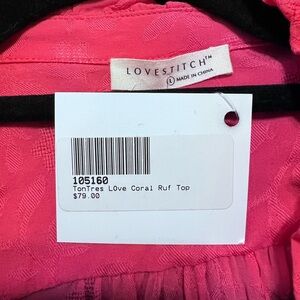 LOVESTITCH™
L MADE IN CHINA
105160
TonTres LOve Coral Ruf Top
$79.00